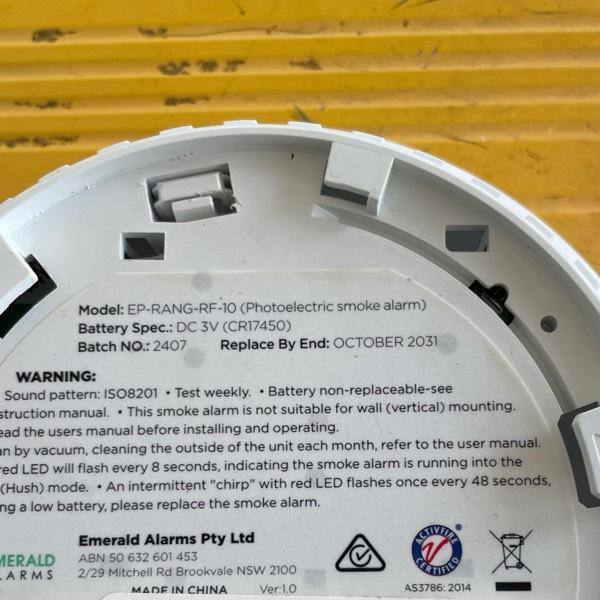 Model: EP-RANG-RF-10 (Photoelectric smoke alarm)
Battery Spec.: DC 3V (CR17450)
Batch NO.: 2407 Replace By End: OCTOBER 2031
WARNING:
Sound pattern: ISO8201 • Test weekly. • Battery non-replaceable-see
struction manual. • This smoke alarm is not suitable for wall (vertical) mounting.
ead the users manual before installing and operating.
an by vacuum, cleaning the outside of the unit each month, refer to the user manual.
red LED will flash every 8 seconds, indicating the smoke alarm is running into the
(Hush) mode. • An intermittent "chirp" with red LED flashes once every 48 seconds,
ng a low battery, please replace the smoke alarm.
Emerald Alarms Pty Ltd
ABN 50 632 601 453
2/29 Mitchell Rd Brookvale NSW 2100
MADE IN CHINA Ver:1.0
MERALD
LARMS
ACTIVFIRE
CERTIFIED
AS3786: 2014